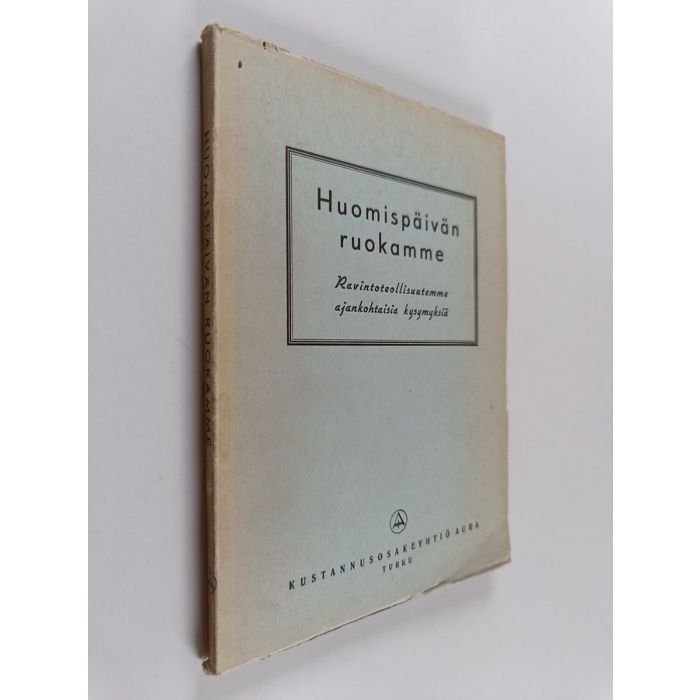 HUOMISPÄIVÄN RUOKAMME
Huomispäivän
ruokamme
Ravintoteollisuutemme
ajankohtaisia kysymyksiä
KUSTANNUSOSAKEYHTIÖ AURA
TURKU